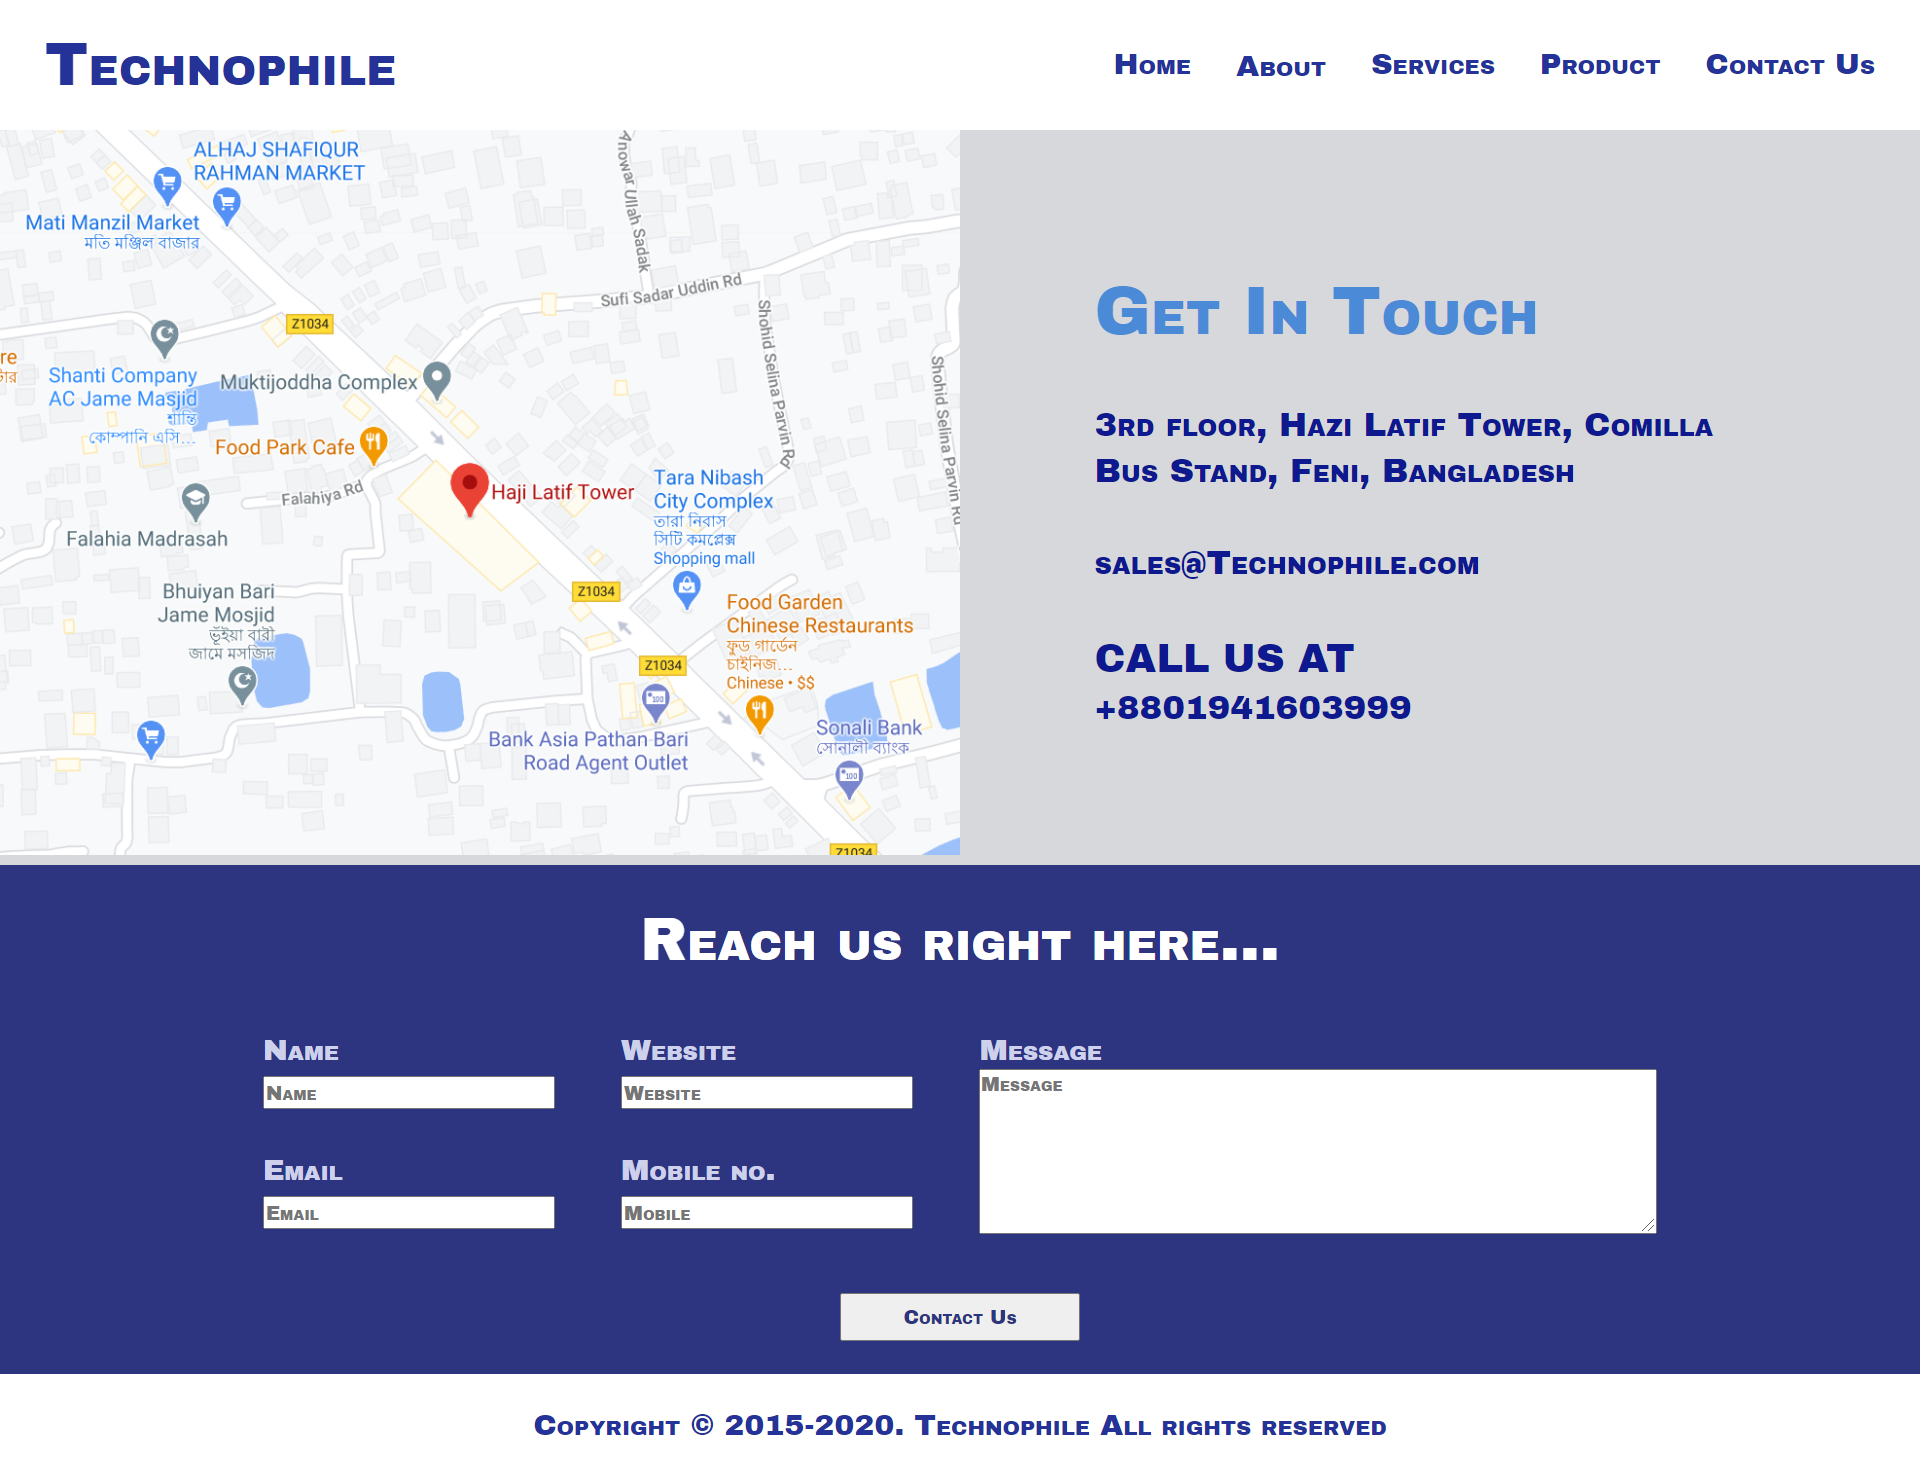 Technophile
Home About Services Product Contact Us
ALHAJ SHAFIQUR
RAHMAN MARKET
Mati Manzil Market
মতি মঞ্জিল বাজার
Anowar Ullah Sadak
Sufi Sadar Uddin Rd
Z1034
Shohid Selina Parvin Rd
Shohid Selina Parvin Rd
re
Shanti Company
AC Jame Masjid
শান্তি
কোম্পানি এসি...
Muktijoddha Complex
Food Park Cafe
Falahiya Rd
Haji Latif Tower
Tara Nibash
City Complex
তারা নিবাস
সিটি কমপ্লেক্স
Shopping mall
Falahia Madrasah
Bhuiyan Bari
Jame Mosjid
ভূঁইয়া বারী
জামে মসজিদ
Z1034
Food Garden
Chinese Restaurants
ফুড গার্ডেন
চাইনিজ...
Chinese • $$
Z1034
Bank Asia Pathan Bari
Road Agent Outlet
Sonali Bank
সোনালী ব্যাংক
Z1034
Get In Touch
3rd floor, Hazi Latif Tower, Comilla
Bus Stand, Feni, Bangladesh
sales@Technophile.com
CALL US AT
+8801941603999
Reach us right here...
Name
Name
Website
Website
Message
Message
Email
Email
Mobile no.
Mobile
Contact Us
Copyright © 2015-2020. Technophile All rights reserved